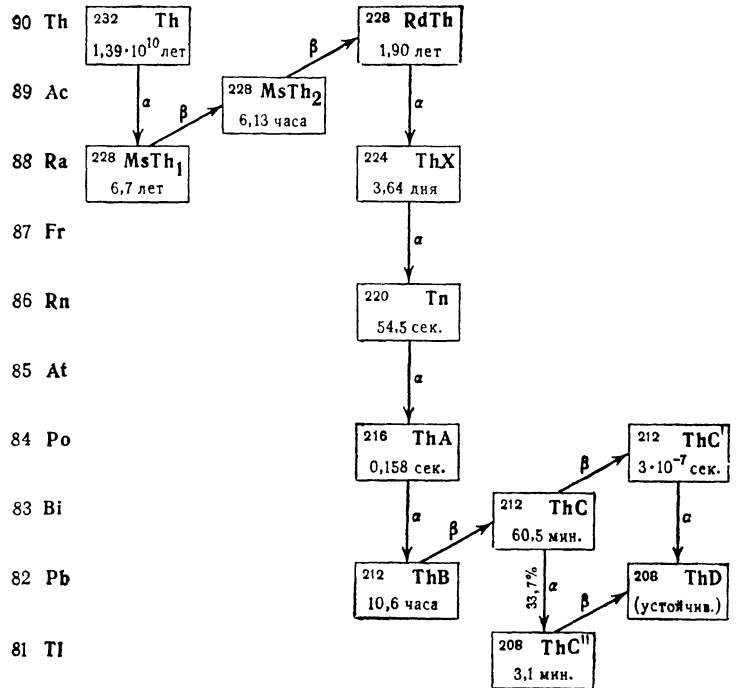 90 Th
232 Th
1,39·10¹⁰ лет
228 RdTh
1,90 лет
β
89 Ac
α
β
228 MsTh₂
6,13 часа
α
88 Ra
228 MsTh₁
6,7 лет
224 ThX
3,64 дня
87 Fr
α
86 Rn
220 Tn
54,5 сек.
85 At
α
84 Po
216 ThA
0,158 сек.
212 ThC'
3·10⁻⁷ сек.
β
83 Bi
α
β
212 ThC
60,5 мин.
α
82 Pb
212 ThB
10,6 часа
33,7%
α
β
208 ThD
(устойчив.)
81 Tl
208 ThC"
3,1 мин.